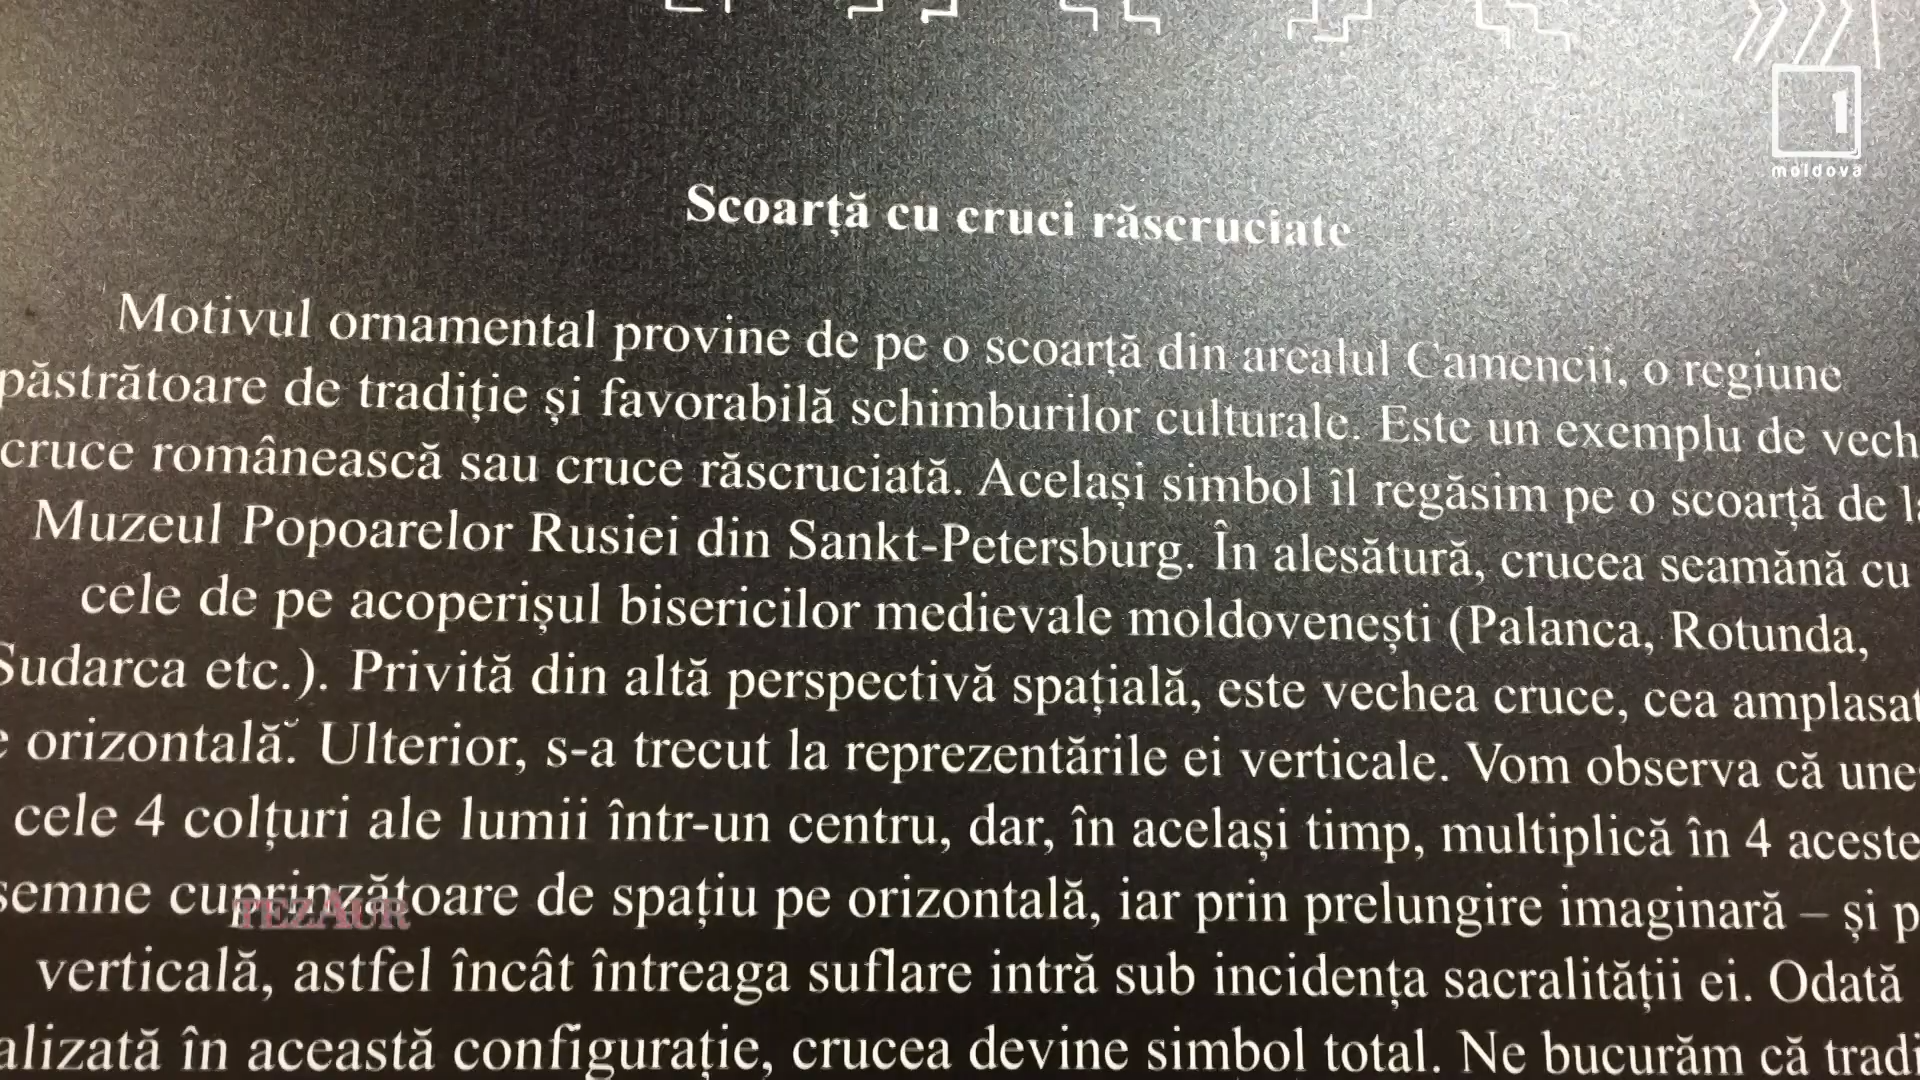 1
moldova
Scoarță cu cruci răscruciate
Motivul ornamental provine de pe o scoarță din arealul Camencii, o regiune
păstrătoare de tradiție și favorabilă schimburilor culturale. Este un exemplu de vech
cruce românească sau cruce răscruciată. Același simbol îl regăsim pe o scoarță de la
Muzeul Popoarelor Rusiei din Sankt-Petersburg. În alesătură, crucea seamănă cu
cele de pe acoperișul bisericilor medievale moldovenești (Palanca, Rotunda,
Sudarca etc.). Privită din altă perspectivă spațială, este vechea cruce, cea amplasat
e orizontală. Ulterior, s-a trecut la reprezentările ei verticale. Vom observa că unes
cele 4 colțuri ale lumii într-un centru, dar, în același timp, multiplică în 4 aceste
semne cuprinzătoare de spațiu pe orizontală, iar prin prelungire imaginară – și p
TEZAUR
verticală, astfel încât întreaga suflare intră sub incidența sacralității ei. Odată
alizată în această configurație, crucea devine simbol total. Ne bucurăm că tradi